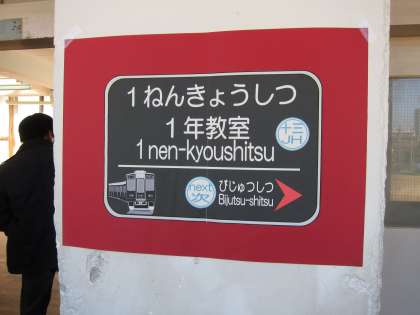 1ねんきょうしつ
1年教室
十三
JH
1 nen-kyoushitsu
next
次
びじゅつしつ
Bijutsu-shitsu